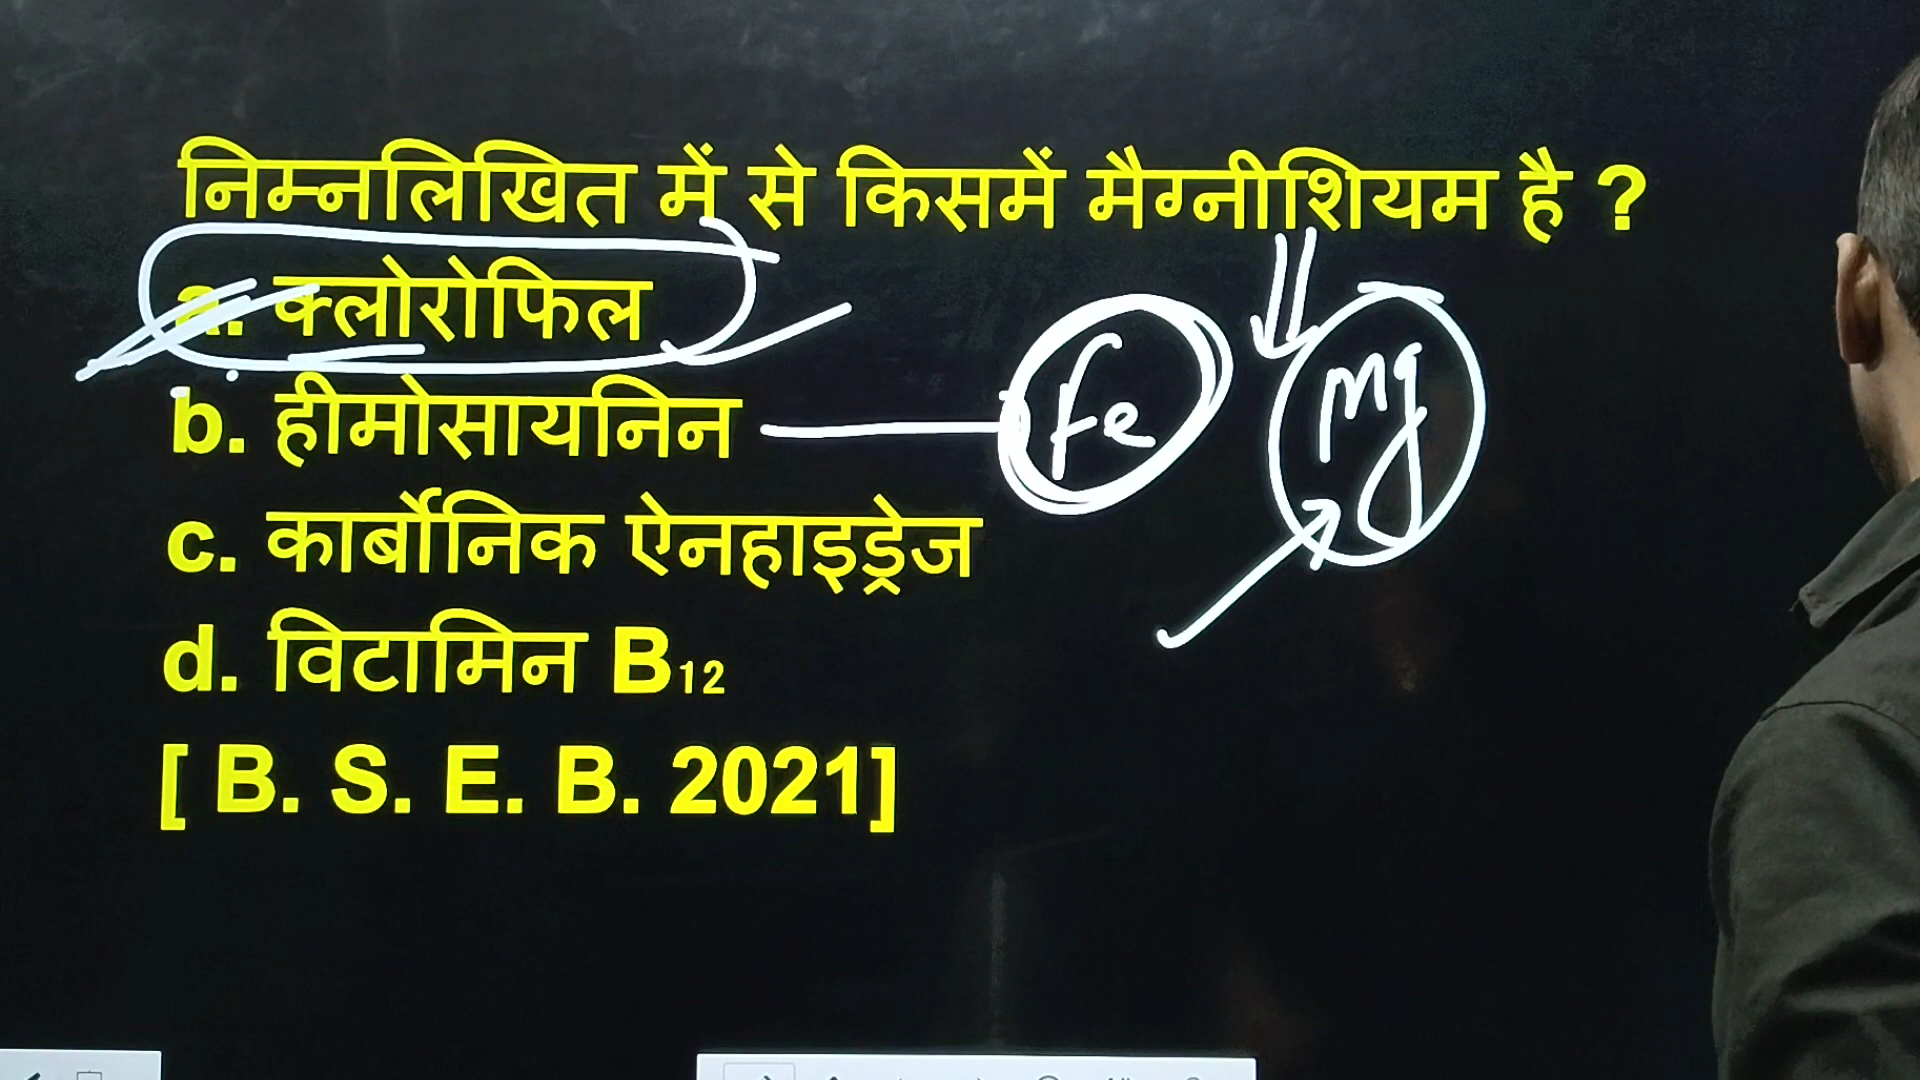 निम्नलिखित में से किसमें मैग्नीशियम है ?
a. क्लोरोफिल
b. हीमोसायनिन Fe Mg
c. कार्बोनिक ऐनहाइड्रेज
d. विटामिन B₁₂
[ B. S. E. B. 2021]